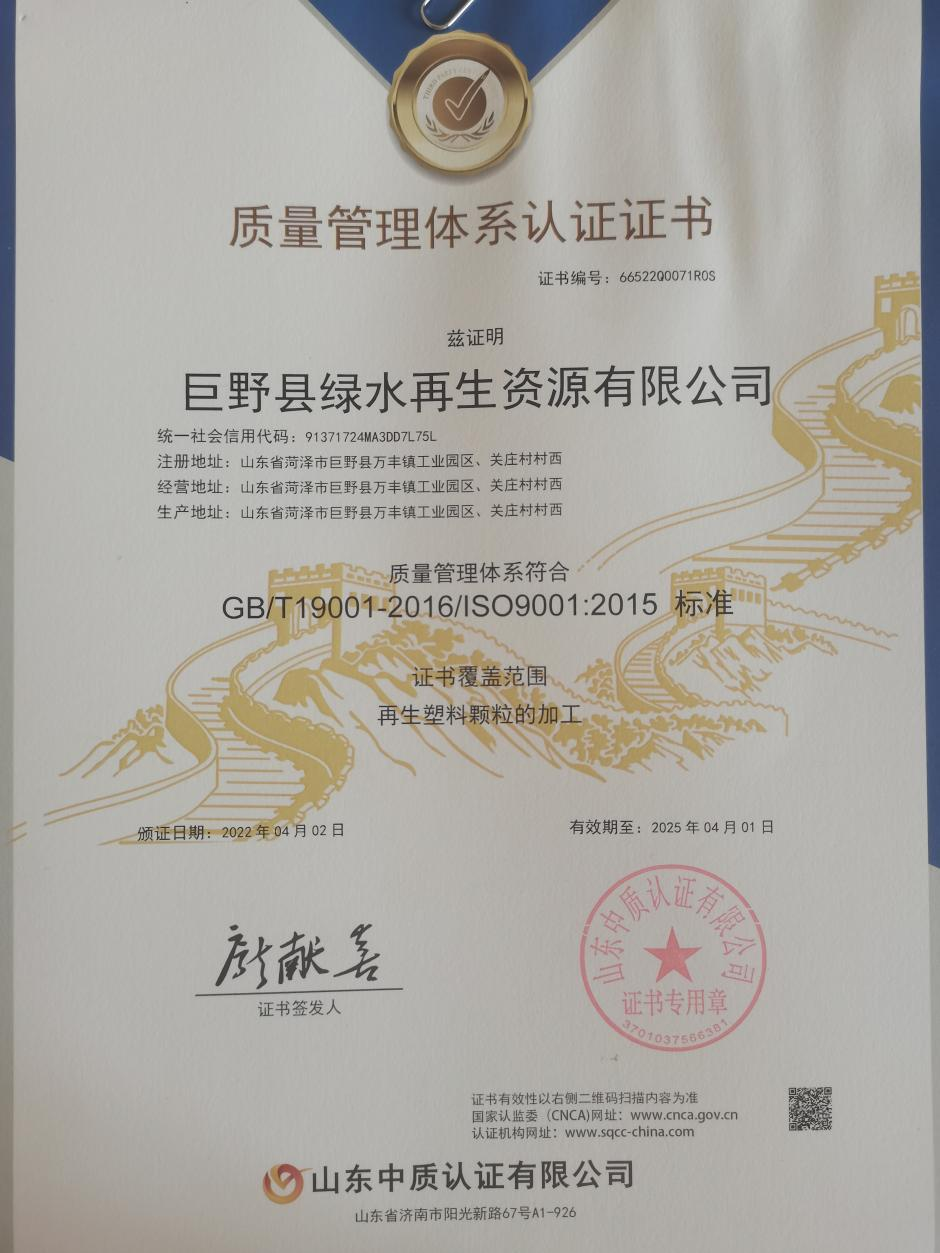 THIRD PARTY
质量管理体系认证证书
证书编号：66522Q0071R0S
兹证明
巨野县绿水再生资源有限公司
统一社会信用代码：91371724MA3DD7L75L
注册地址：山东省菏泽市巨野县万丰镇工业园区、关庄村村西
经营地址：山东省菏泽市巨野县万丰镇工业园区、关庄村村西
生产地址：山东省菏泽市巨野县万丰镇工业园区、关庄村村西
质量管理体系符合
GB/T19001-2016/ISO9001:2015 标准
证书覆盖范围
再生塑料颗粒的加工
颁证日期：2022 年 04 月 02 日
有效期至：2025 年 04 月 01 日
献喜
证书签发人
山东中质认证有限公司
证书专用章
3701037566381
证书有效性以右侧二维码扫描内容为准
国家认监委（CNCA)网址：www.cnca.gov.cn
认证机构网址：www.sqcc-china.com
山东中质认证有限公司
山东省济南市阳光新路67号A1-926